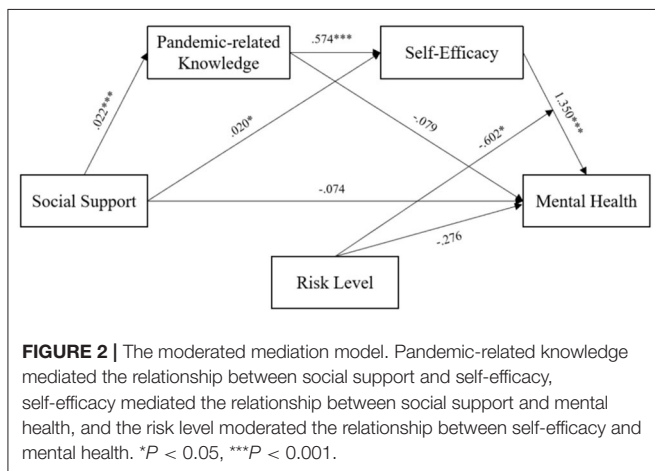 Pandemic-related
Knowledge
.574***
Self-Efficacy
.022***
.020*
-.079
-.602*
1.350***
Social Support
-.074
Mental Health
-.276
Risk Level
FIGURE 2 | The moderated mediation model. Pandemic-related knowledge
mediated the relationship between social support and self-efficacy,
self-efficacy mediated the relationship between social support and mental
health, and the risk level moderated the relationship between self-efficacy and
mental health. *P < 0.05, ***P < 0.001.